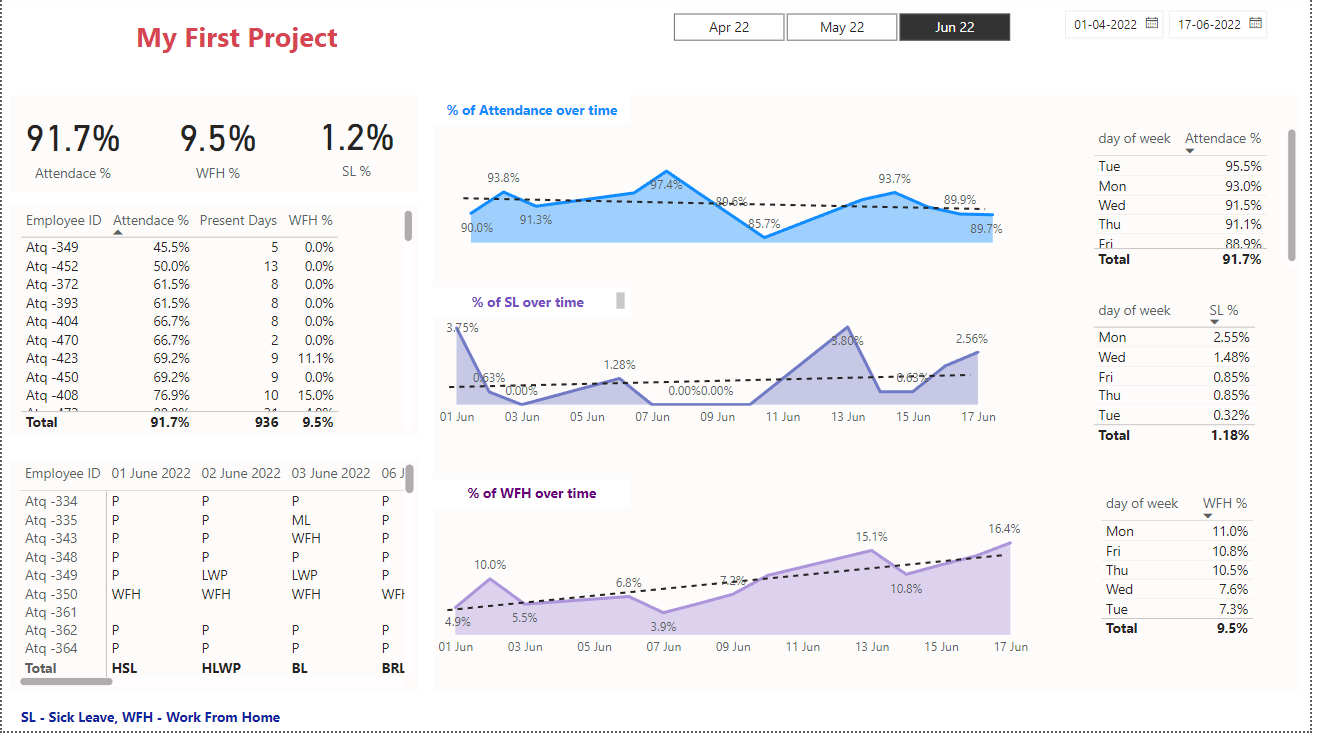 My First Project
Apr 22
May 22
Jun 22
01-04-2022
17-06-2022
91.7%
Attendace %
9.5%
WFH %
1.2%
SL %
Employee ID Attendace % Present Days WFH %
Atq -349 45.5% 5 0.0%
Atq -452 50.0% 13 0.0%
Atq -372 61.5% 8 0.0%
Atq -393 61.5% 8 0.0%
Atq -404 66.7% 8 0.0%
Atq -470 66.7% 2 0.0%
Atq -423 69.2% 9 11.1%
Atq -450 69.2% 9 0.0%
Atq -408 76.9% 10 15.0%
Total 91.7% 936 9.5%
Employee ID 01 June 2022 02 June 2022 03 June 2022 06 J
Atq -334 P P P P
Atq -335 P P ML P
Atq -343 P P WFH P
Atq -348 P P P P
Atq -349 P LWP LWP P
Atq -350 WFH WFH WFH WFH
Atq -361
Atq -362 P P P P
Atq -364 P P P P
Total HSL HLWP BL BRL
SL - Sick Leave, WFH - Work From Home
% of Attendance over time
90.0%
93.8%
91.3%
97.4%
89.6%
85.7%
93.7%
89.9%
89.7%
% of SL over time
3.75%
0.63%
0.00%
1.28%
0.00%
0.00%
3.80%
0.63%
2.56%
01 Jun 03 Jun 05 Jun 07 Jun 09 Jun 11 Jun 13 Jun 15 Jun 17 Jun
% of WFH over time
4.9%
10.0%
5.5%
6.8%
3.9%
7.2%
15.1%
10.8%
16.4%
01 Jun 03 Jun 05 Jun 07 Jun 09 Jun 11 Jun 13 Jun 15 Jun 17 Jun
day of week Attendace %
Tue 95.5%
Mon 93.0%
Wed 91.5%
Thu 91.1%
Fri 88.9%
Total 91.7%
day of week SL %
Mon 2.55%
Wed 1.48%
Fri 0.85%
Thu 0.85%
Tue 0.32%
Total 1.18%
day of week WFH %
Mon 11.0%
Fri 10.8%
Thu 10.5%
Wed 7.6%
Tue 7.3%
Total 9.5%